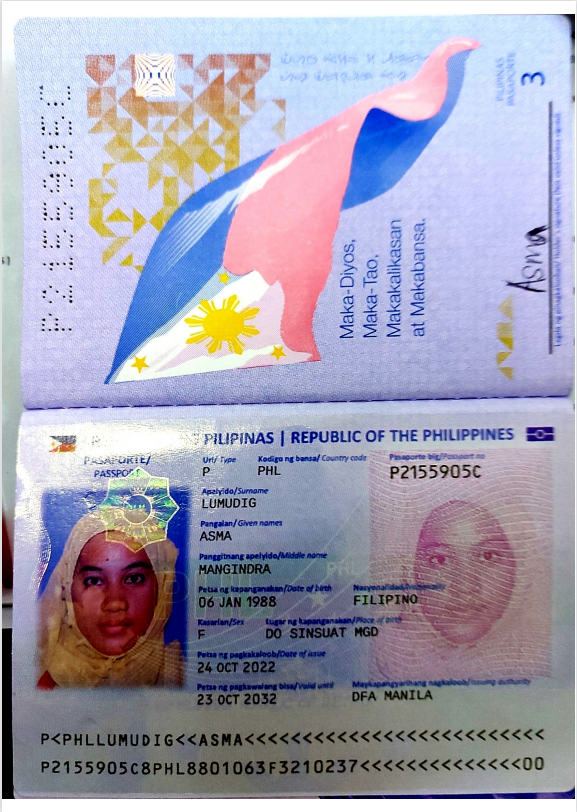 P2155905C
Maka-Diyos,
Maka-Tao,
Makakalikasan
at Makabansa.
PILIPINAS
PASAPORTE
3
Asma
PILIPINAS | REPUBLIC OF THE PHILIPPINES
PASAPORTE/
PASSPORT
Uri/ Type
P
Kodigo ng bansa/ Country code
PHL
Pasaporte blg/Passport no
P2155905C
Apelyido/Surname
LUMUDIG
Pangalan/Given names
ASMA
Panggitnang apelyido/Middle name
MANGINDRA
Petsa ng kapanganakan/Date of birth
06 JAN 1988
Nasyonalidad/Nationality
FILIPINO
Kasarian/Sex
F
Lugar ng kapanganakan/Place of birth
DO SINSUAT MGD
Petsa ng pagkakaloob/Date of issue
24 OCT 2022
Petsa ng pagkawalang bisa/Valid until
23 OCT 2032
Maykapangyarihang nagkaloob/Issuing authority
DFA MANILA
P<PHLLUMUDIG<<ASMA<<<<<<<<<<<<<<<<<<<<<<<<<<
P2155905C8PHL8801063F3210237<<<<<<<<<<<<<<00